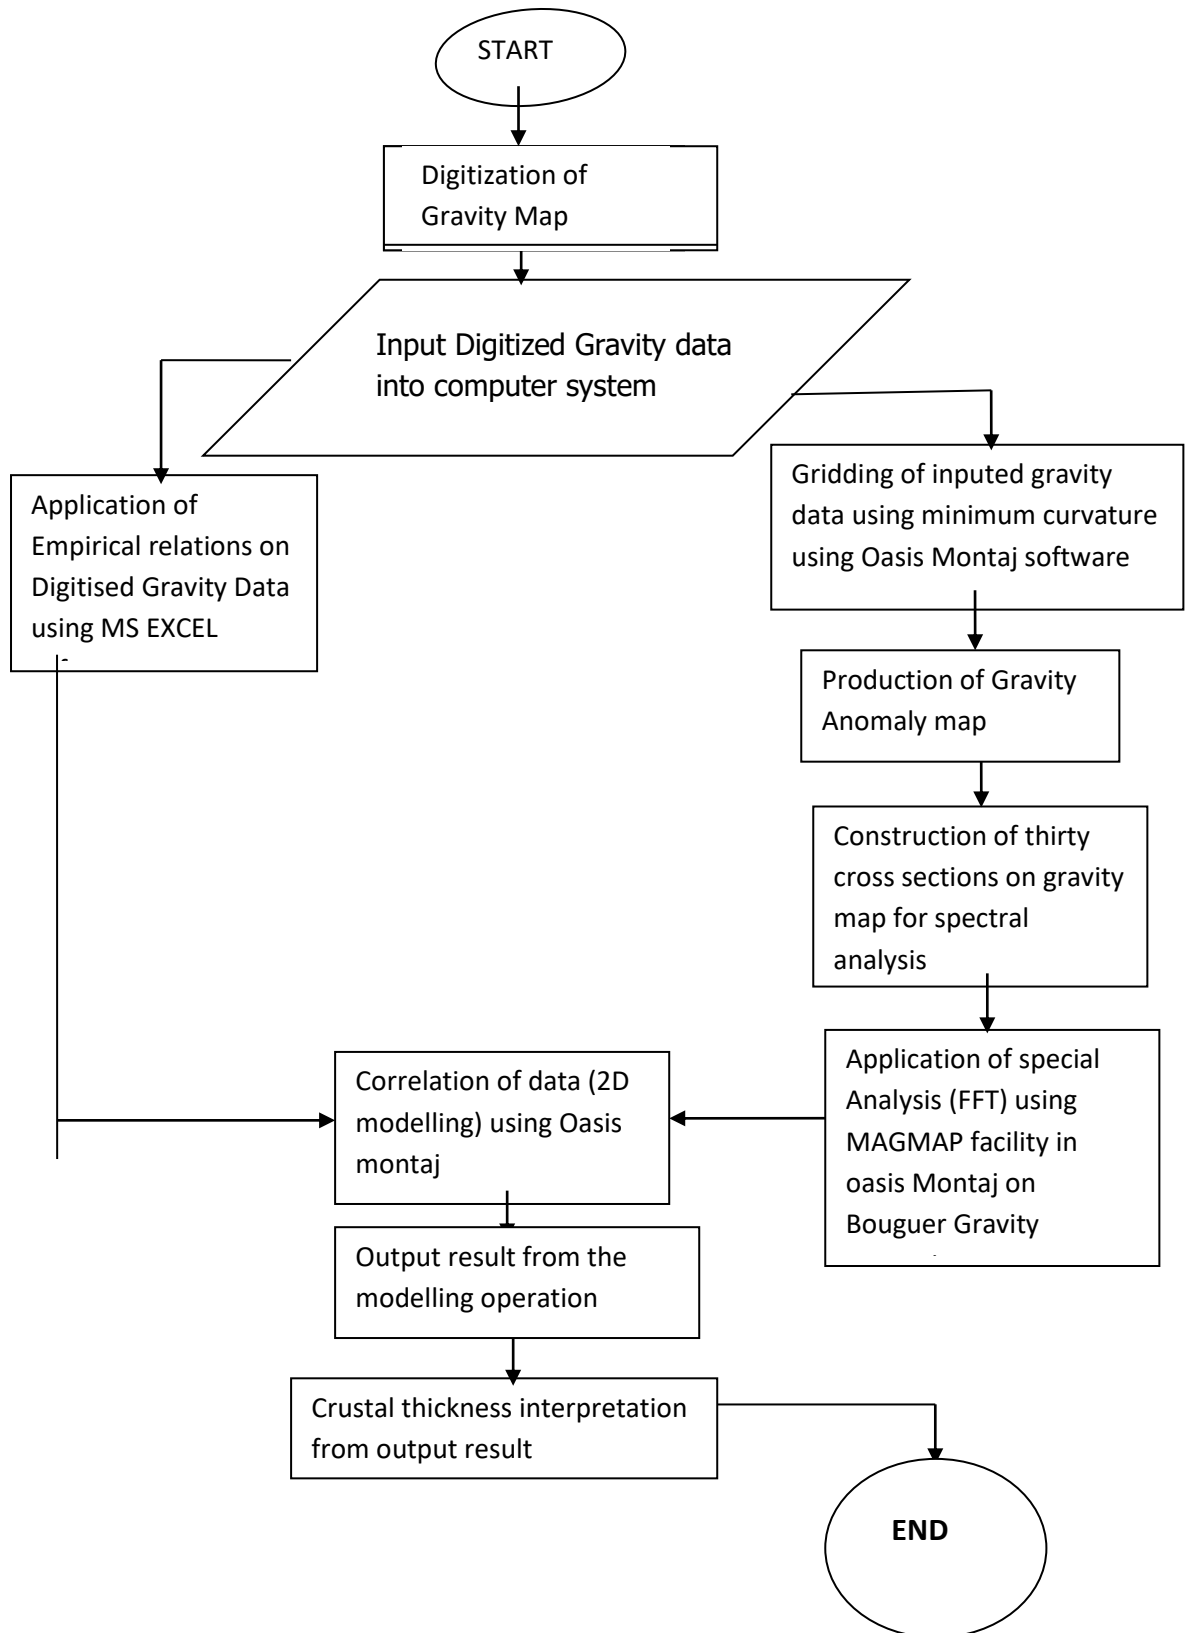 START
Digitization of
Gravity Map
Input Digitized Gravity data
into computer system
Application of
Empirical relations on
Digitised Gravity Data
using MS EXCEL
Gridding of inputed gravity
data using minimum curvature
using Oasis Montaj software
Production of Gravity
Anomaly map
Construction of thirty
cross sections on gravity
map for spectral
analysis
Application of special
Analysis (FFT) using
MAGMAP facility in
oasis Montaj on
Bouguer Gravity
Correlation of data (2D
modelling) using Oasis
montaj
Output result from the
modelling operation
Crustal thickness interpretation
from output result
END